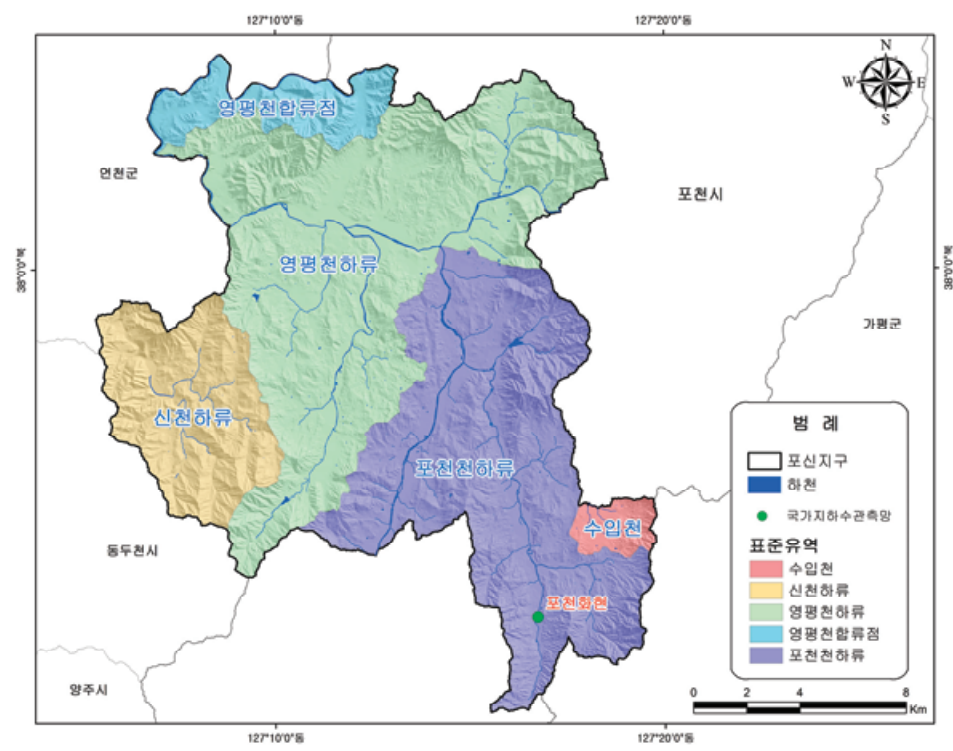 127°10'0"동 127°20'0"동
N
W E
S
영평천합류점
연천군
포천시
영평천하류
38°0'0"북 38°0'0"북
가평군
신천하류
포천천하류
수입천
동두천시
포천화현
양주시
범 례
포신지구
하천
국가지하수관측망
표준유역
수입천
신천하류
영평천하류
영평천합류점
포천천하류
0 2 4 8
Km
127°10'0"동 127°20'0"동